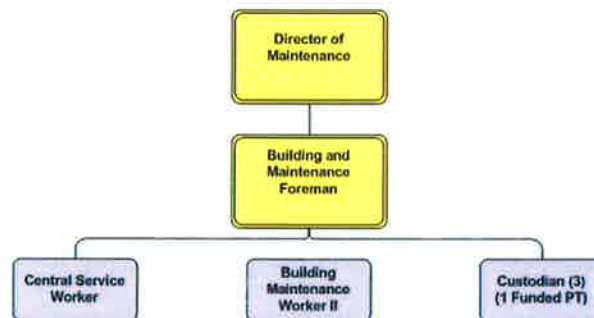 Director of
Maintenance
Building and
Maintenance
Foreman
Central Service
Worker
Building
Maintenance
Worker II
Custodian (3)
(1 Funded PT)